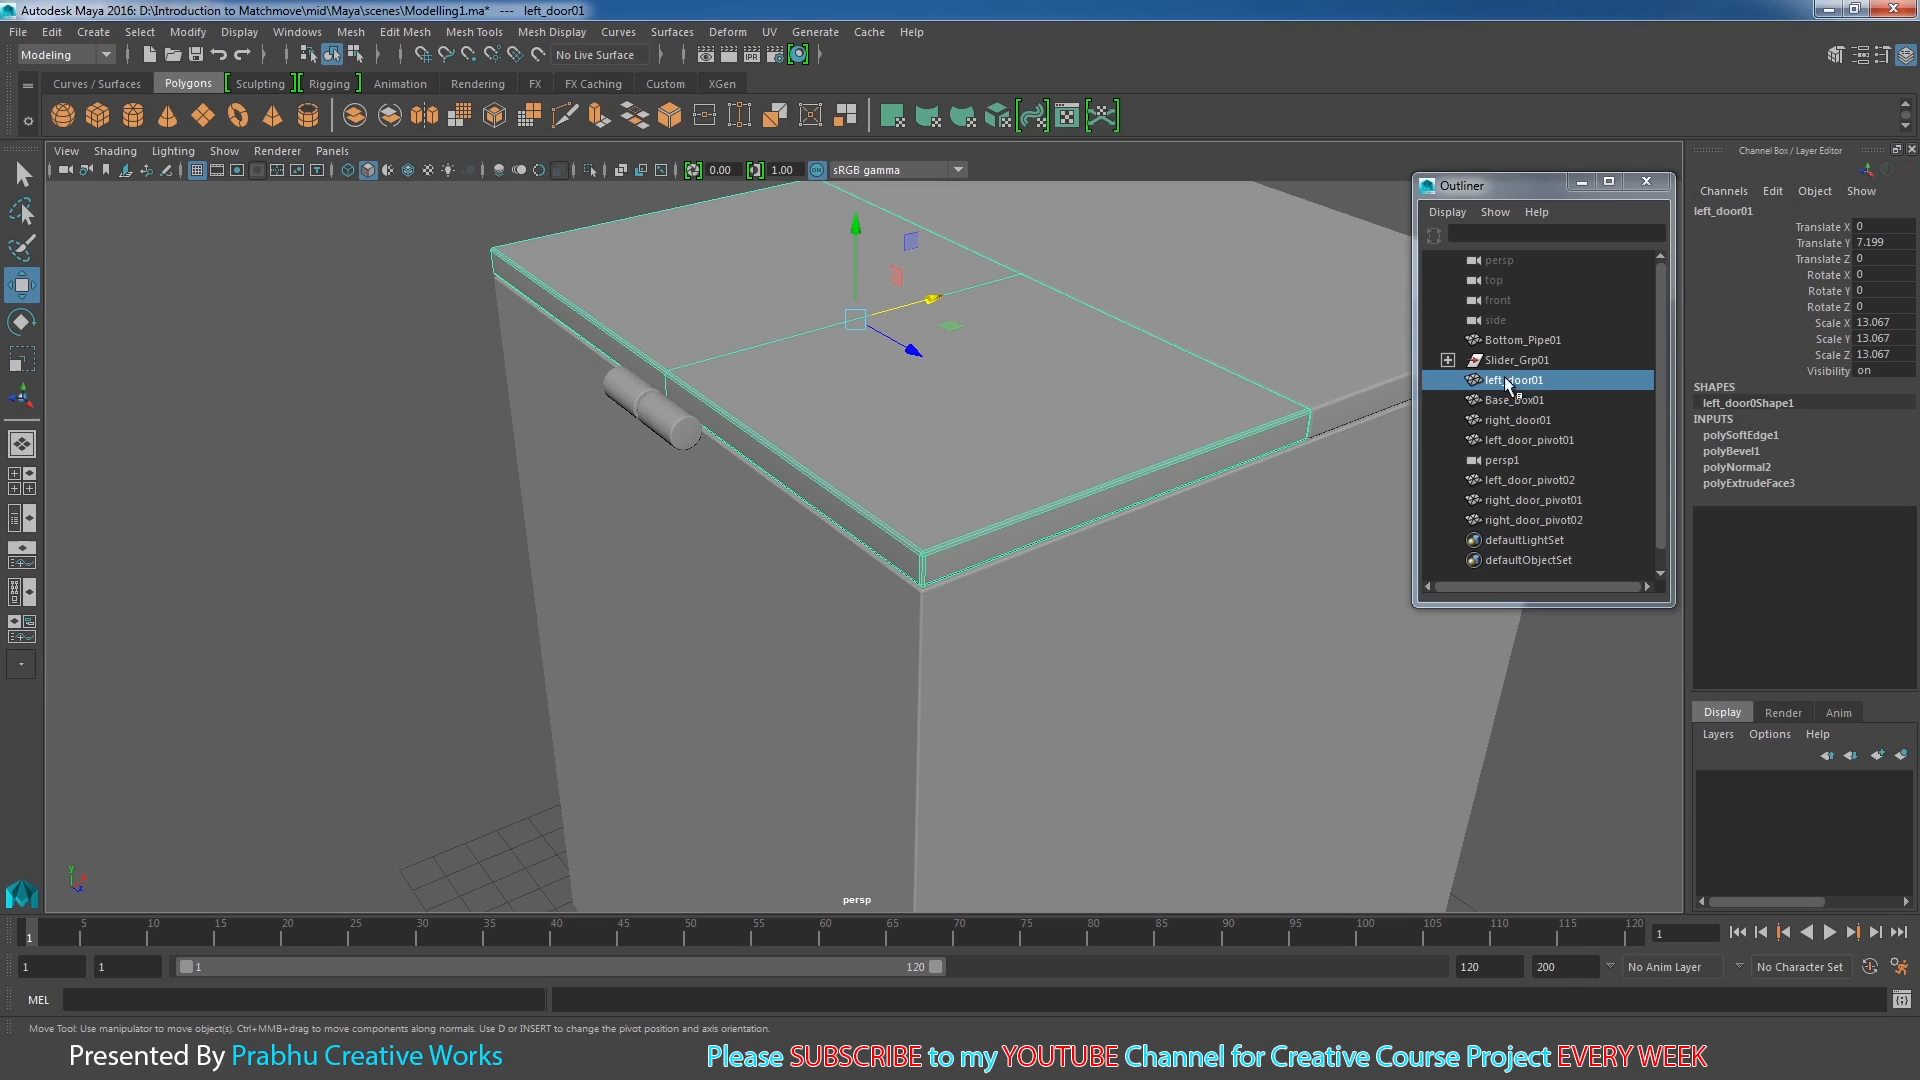 Autodesk Maya 2016: D:\Introduction to Matchmove\mid\Maya\scenes\Modelling1.ma*  ---  left_door01
File Edit Create Select Modify Display Windows Mesh Edit Mesh Mesh Tools Mesh Display Curves Surfaces Deform UV Generate Cache Help
Modeling No Live Surface
Curves / Surfaces Polygons Sculpting Rigging Animation Rendering FX FX Caching Custom XGen
View Shading Lighting Show Renderer Panels
0.00 1.00 sRGB gamma
persp
Outliner
Display Show Help
persp
top
front
side
Bottom_Pipe01
Slider_Grp01
left_door01
Base_box01
right_door01
left_door_pivot01
persp1
left_door_pivot02
right_door_pivot01
right_door_pivot02
defaultLightSet
defaultObjectSet
Channel Box / Layer Editor
Channels Edit Object Show
left_door01
Translate X 0
Translate Y 7.199
Translate Z 0
Rotate X 0
Rotate Y 0
Rotate Z 0
Scale X 13.067
Scale Y 13.067
Scale Z 13.067
Visibility on
SHAPES
left_door0Shape1
INPUTS
polySoftEdge1
polyBevel1
polyNormal2
polyExtrudeFace3
Display Render Anim
Layers Options Help
1 5 10 15 20 25 30 35 40 45 50 55 60 65 70 75 80 85 90 95 100 105 110 115 120 1
1 1 1 120 120 200 No Anim Layer No Character Set
MEL
Move Tool: Use manipulator to move object(s). Ctrl+MMB+drag to move components along normals. Use D or INSERT to change the pivot position and axis orientation.
Presented By Prabhu Creative Works
Please SUBSCRIBE to my YOUTUBE Channel for Creative Course Project EVERY WEEK